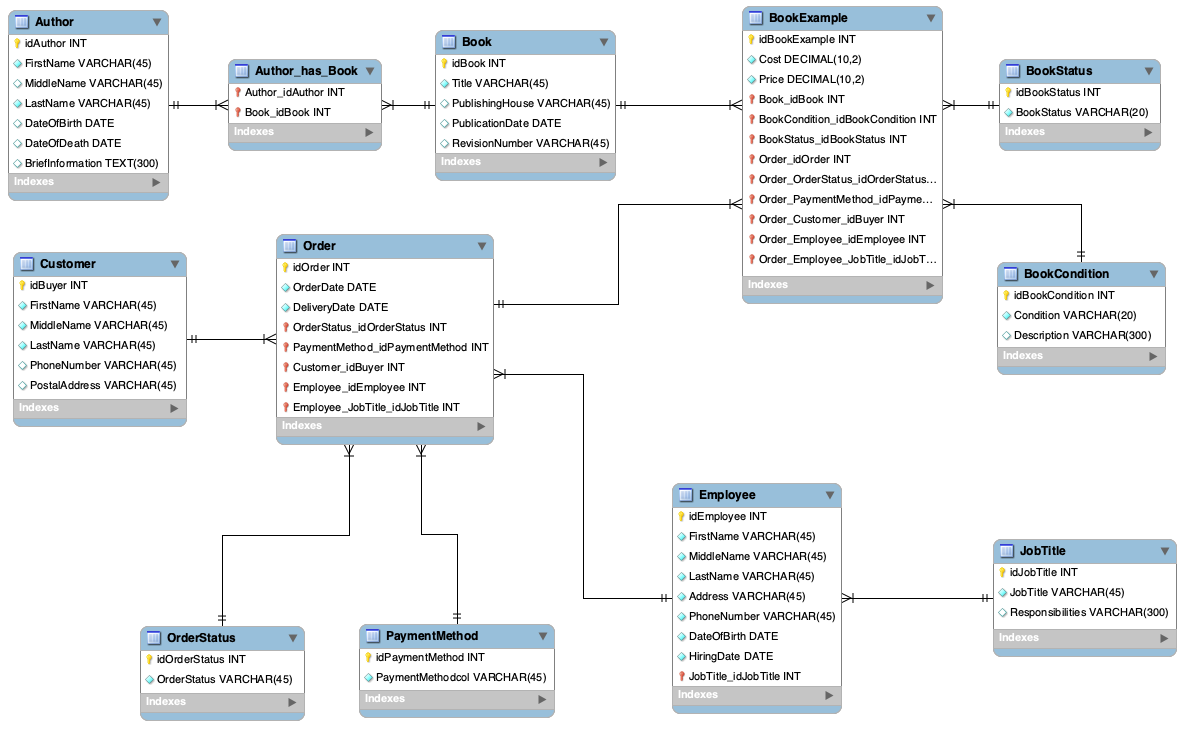 Author
idAuthor INT
FirstName VARCHAR(45)
MiddleName VARCHAR(45)
LastName VARCHAR(45)
DateOfBirth DATE
DateOfDeath DATE
BriefInformation TEXT(300)
Indexes
Author_has_Book
Author_idAuthor INT
Book_idBook INT
Indexes
Book
idBook INT
Title VARCHAR(45)
PublishingHouse VARCHAR(45)
PublicationDate DATE
RevisionNumber VARCHAR(45)
Indexes
BookExample
idBookExample INT
Cost DECIMAL(10,2)
Price DECIMAL(10,2)
Book_idBook INT
BookCondition_idBookCondition INT
BookStatus_idBookStatus INT
Order_idOrder INT
Order_OrderStatus_idOrderStatus...
Order_PaymentMethod_idPayme...
Order_Customer_idBuyer INT
Order_Employee_idEmployee INT
Order_Employee_JobTitle_idJobT...
Indexes
BookStatus
idBookStatus INT
BookStatus VARCHAR(20)
Indexes
Customer
idBuyer INT
FirstName VARCHAR(45)
MiddleName VARCHAR(45)
LastName VARCHAR(45)
PhoneNumber VARCHAR(45)
PostalAddress VARCHAR(45)
Indexes
Order
idOrder INT
OrderDate DATE
DeliveryDate DATE
OrderStatus_idOrderStatus INT
PaymentMethod_idPaymentMethod INT
Customer_idBuyer INT
Employee_idEmployee INT
Employee_JobTitle_idJobTitle INT
Indexes
BookCondition
idBookCondition INT
Condition VARCHAR(20)
Description VARCHAR(300)
Indexes
OrderStatus
idOrderStatus INT
OrderStatus VARCHAR(45)
Indexes
PaymentMethod
idPaymentMethod INT
PaymentMethodcol VARCHAR(45)
Indexes
Employee
idEmployee INT
FirstName VARCHAR(45)
MiddleName VARCHAR(45)
LastName VARCHAR(45)
Address VARCHAR(45)
PhoneNumber VARCHAR(45)
DateOfBirth DATE
HiringDate DATE
JobTitle_idJobTitle INT
Indexes
JobTitle
idJobTitle INT
JobTitle VARCHAR(45)
Responsibilities VARCHAR(300)
Indexes